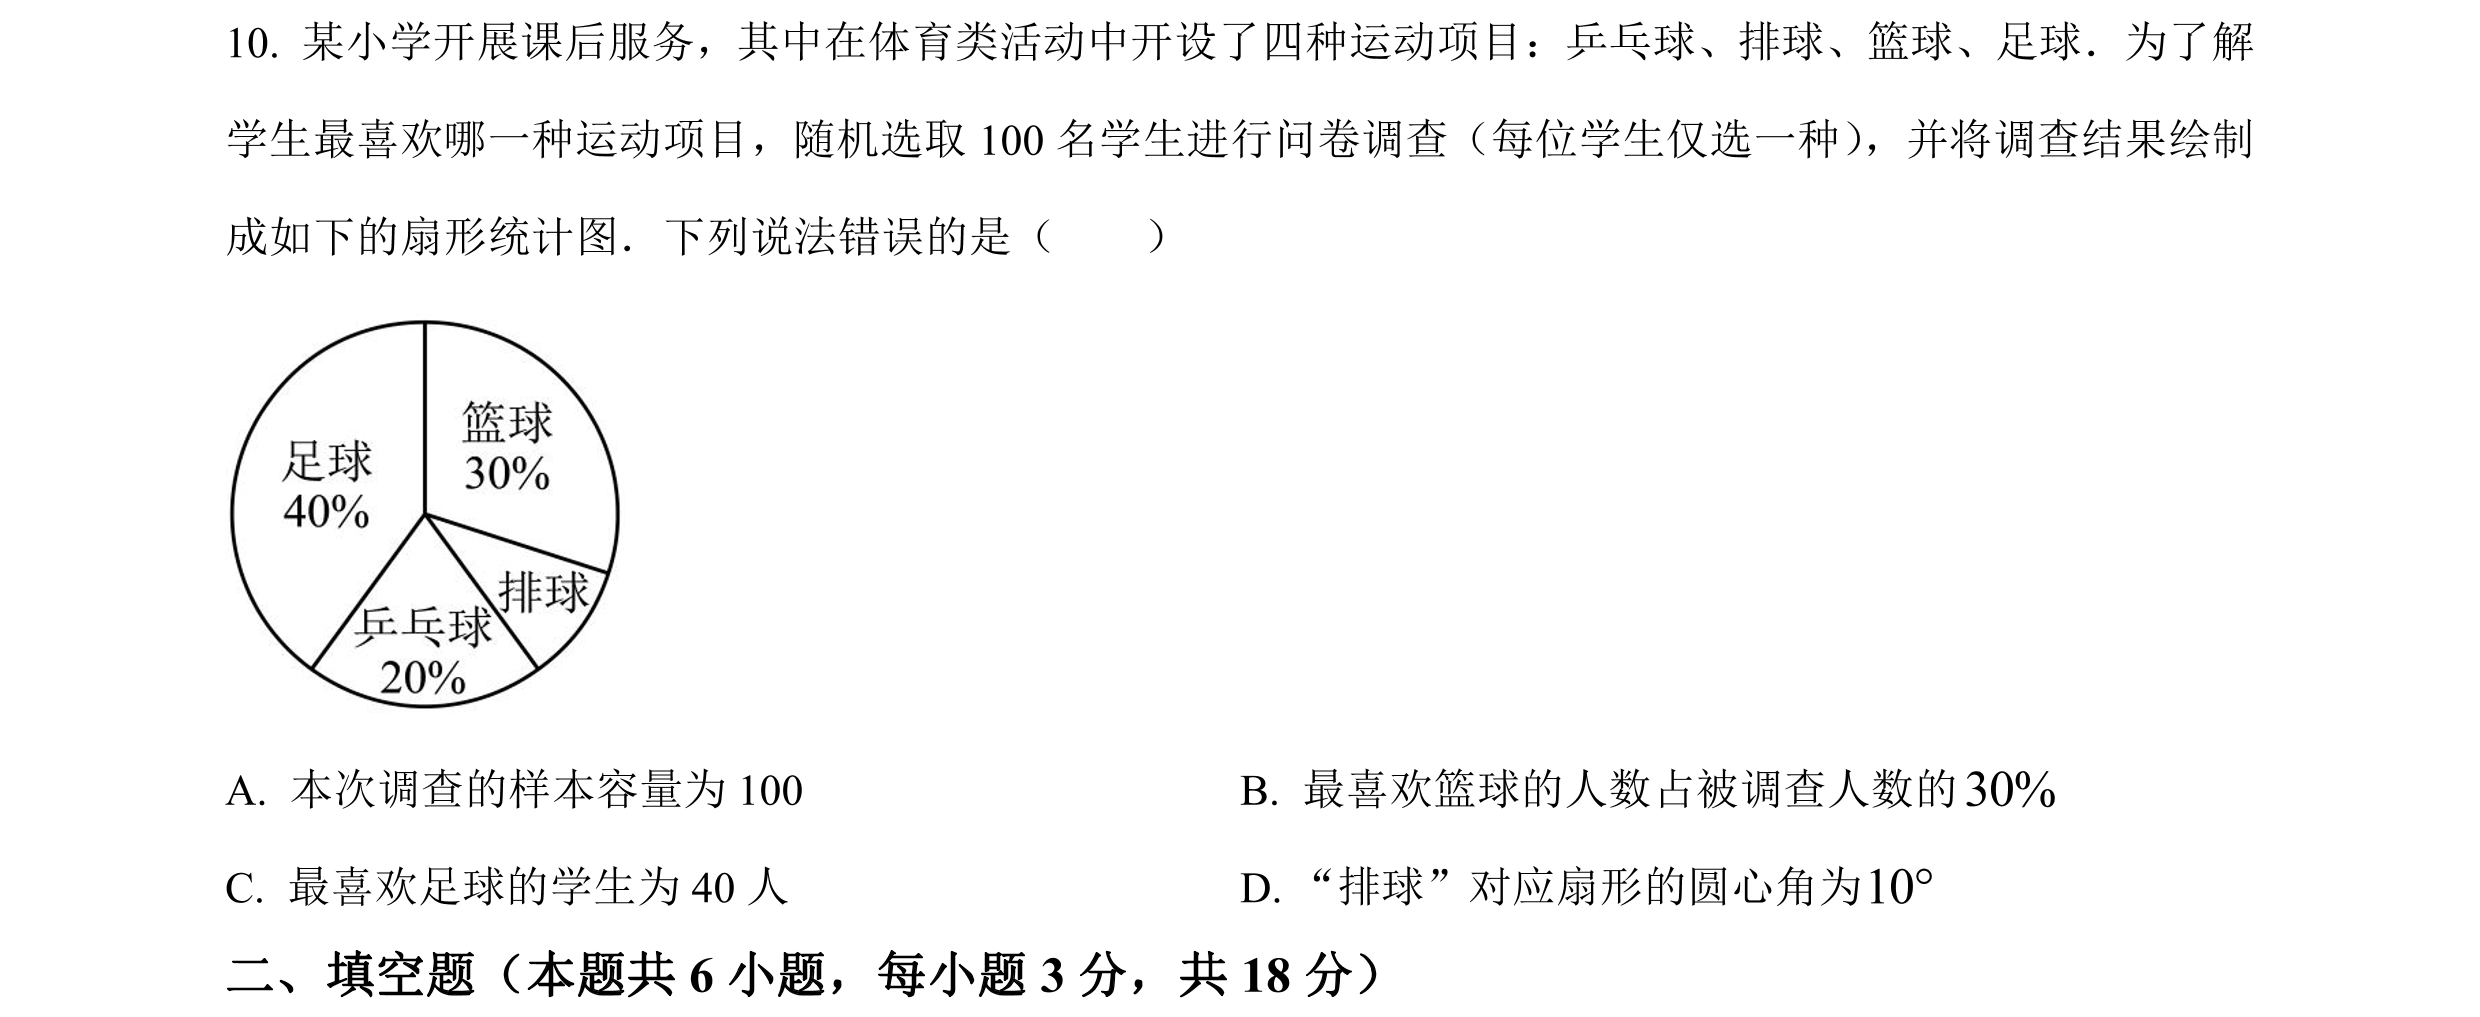 10. 某小学开展课后服务，其中在体育类活动中开设了四种运动项目：乒乓球、排球、篮球、足球．为了解
学生最喜欢哪一种运动项目，随机选取 100 名学生进行问卷调查（每位学生仅选一种），并将调查结果绘制
成如下的扇形统计图．下列说法错误的是（　　）
篮球
30%
足球
40%
排球
乒乓球
20%
A. 本次调查的样本容量为 100
B. 最喜欢篮球的人数占被调查人数的30%
C. 最喜欢足球的学生为 40 人
D. “排球”对应扇形的圆心角为10°
二、填空题（本题共 6 小题，每小题 3 分，共 18 分）